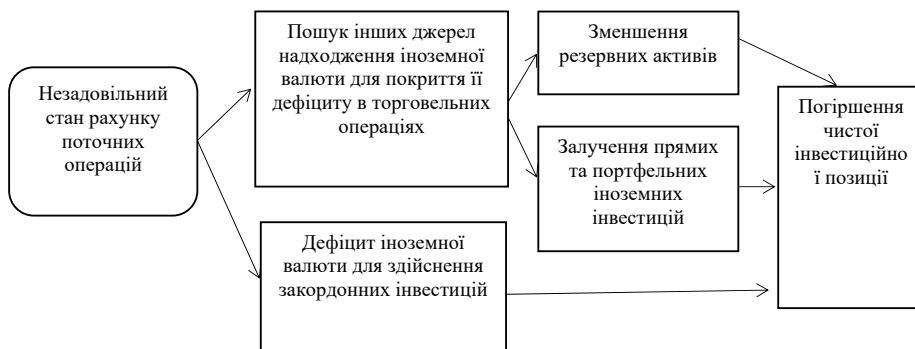 Незадовільний
стан рахунку
поточних
операцій
Пошук інших джерел
надходження іноземної
валюти для покриття її
дефіциту в торговельних
операціях
Дефіцит іноземної
валюти для здійснення
закордонних інвестицій
Зменшення
резервних активів
Залучення прямих
та портфельних
іноземних
інвестицій
Погіршення
чистої
інвестиційно
ї позиції